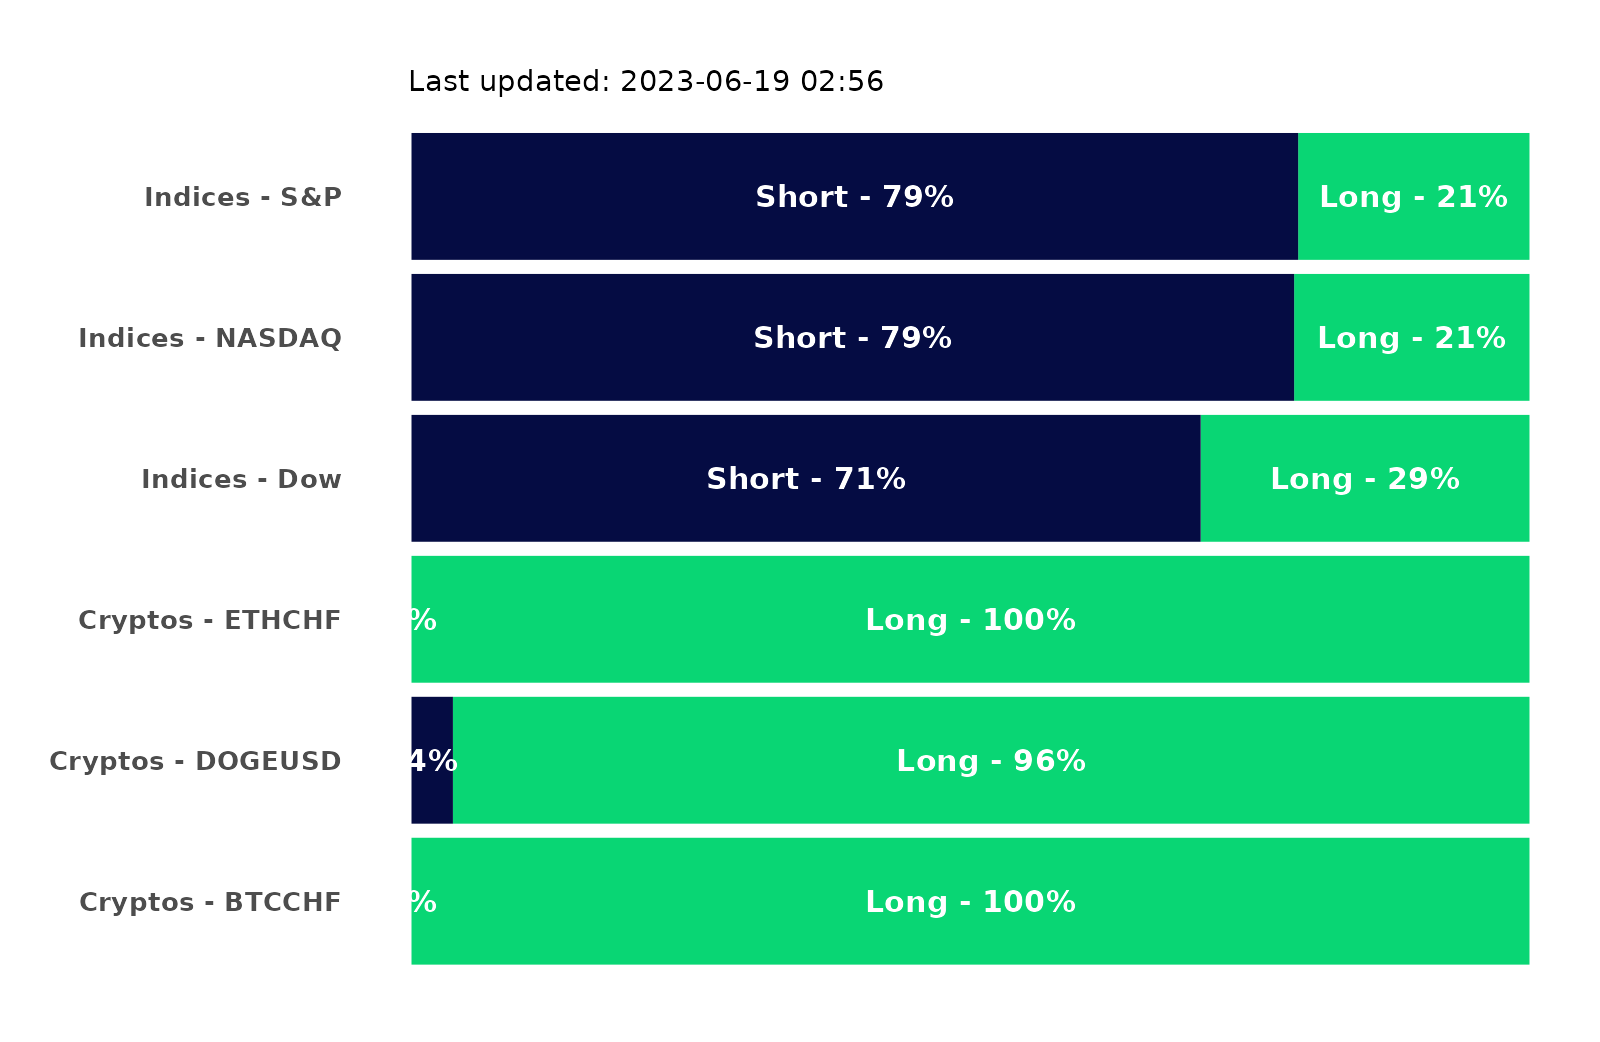 Last updated: 2023-06-19 02:56
Indices - S&P Short - 79% Long - 21%
Indices - NASDAQ Short - 79% Long - 21%
Indices - Dow Short - 71% Long - 29%
Cryptos - ETHCHF % Long - 100%
Cryptos - DOGEUSD 4% Long - 96%
Cryptos - BTCCHF % Long - 100%